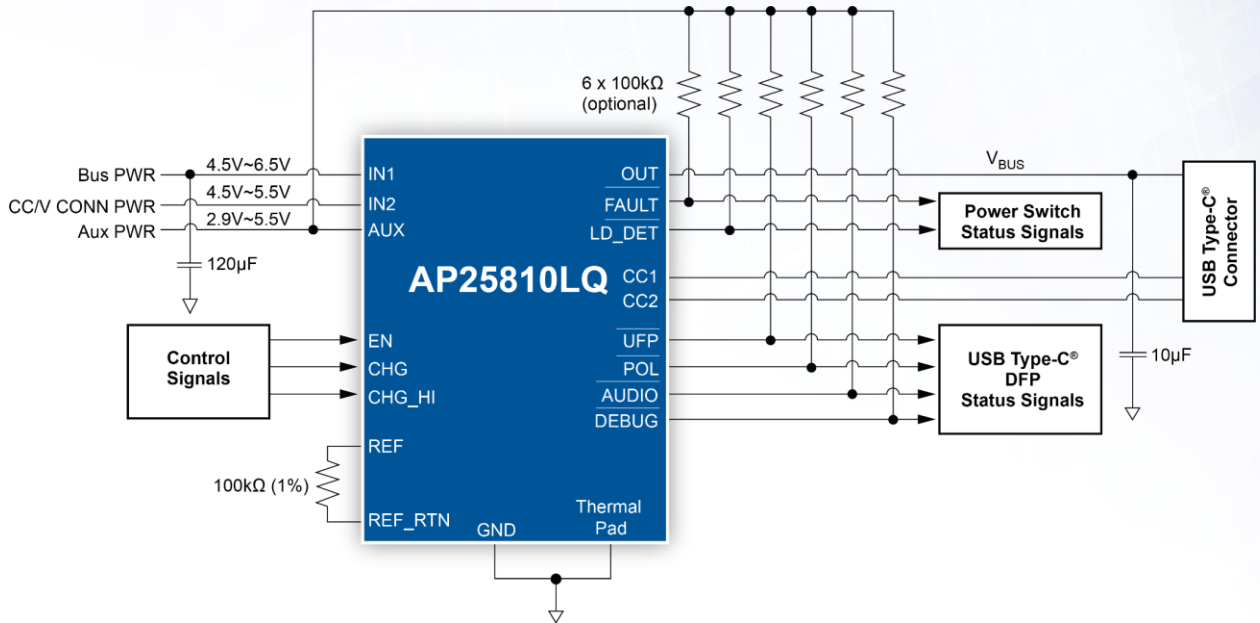 6 x 100kΩ
(optional)
Bus PWR
4.5V~6.5V
IN1
OUT
VBUS
CC/V CONN PWR
4.5V~5.5V
IN2
FAULT
Aux PWR
2.9V~5.5V
AUX
LD_DET
Power Switch
Status Signals
120µF
AP25810LQ
CC1
CC2
USB Type-C®
Connector
Control
Signals
EN
CHG
CHG_HI
UFP
POL
AUDIO
DEBUG
USB Type-C®
DFP
Status Signals
10µF
REF
100kΩ (1%)
REF_RTN
GND
Thermal
Pad